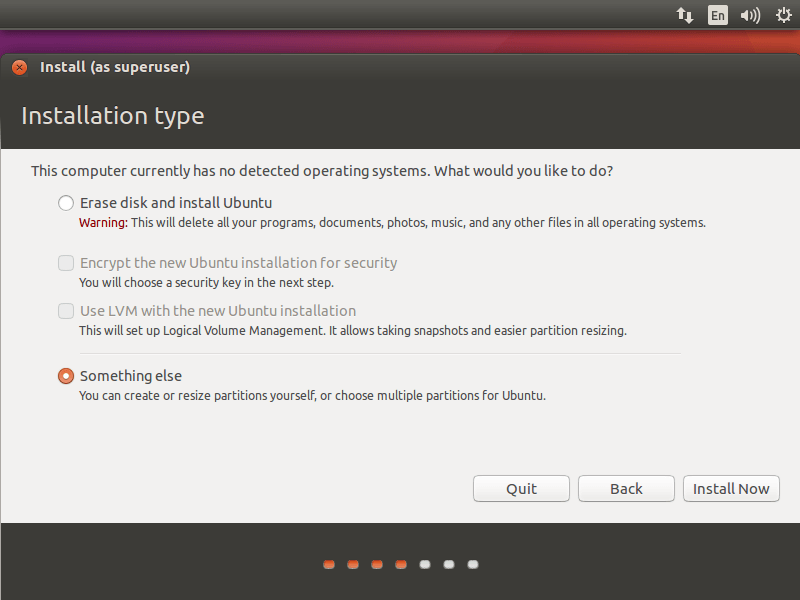 En
Install (as superuser)
Installation type
This computer currently has no detected operating systems. What would you like to do?
Erase disk and install Ubuntu
Warning: This will delete all your programs, documents, photos, music, and any other files in all operating systems.
Encrypt the new Ubuntu installation for security
You will choose a security key in the next step.
Use LVM with the new Ubuntu installation
This will set up Logical Volume Management. It allows taking snapshots and easier partition resizing.
Something else
You can create or resize partitions yourself, or choose multiple partitions for Ubuntu.
Quit
Back
Install Now